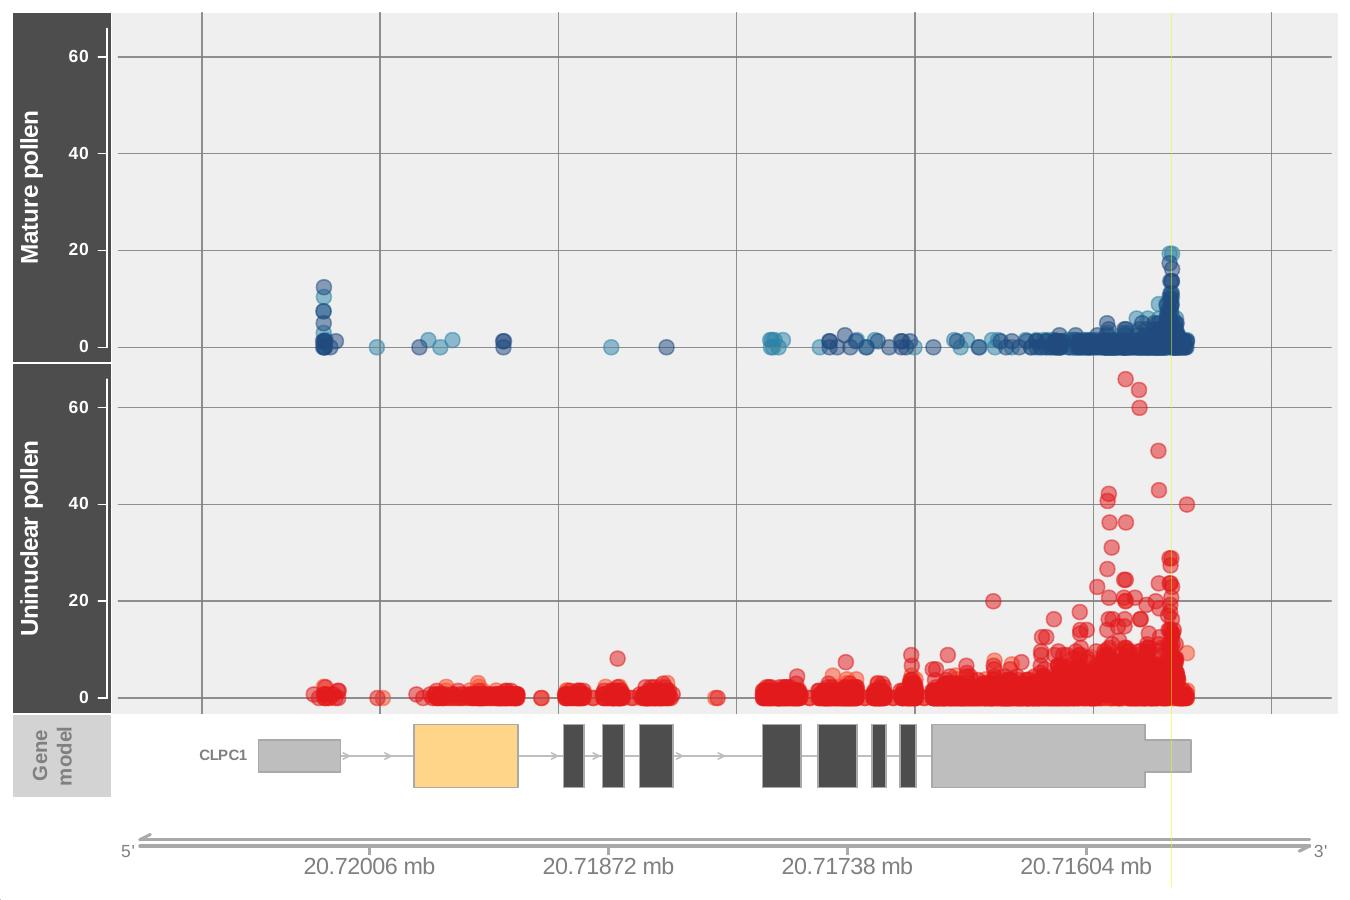 Mature pollen
60
40
20
0
Uninuclear pollen
60
40
20
0
Gene
model
CLPC1
5'
3'
20.72006 mb
20.71872 mb
20.71738 mb
20.71604 mb